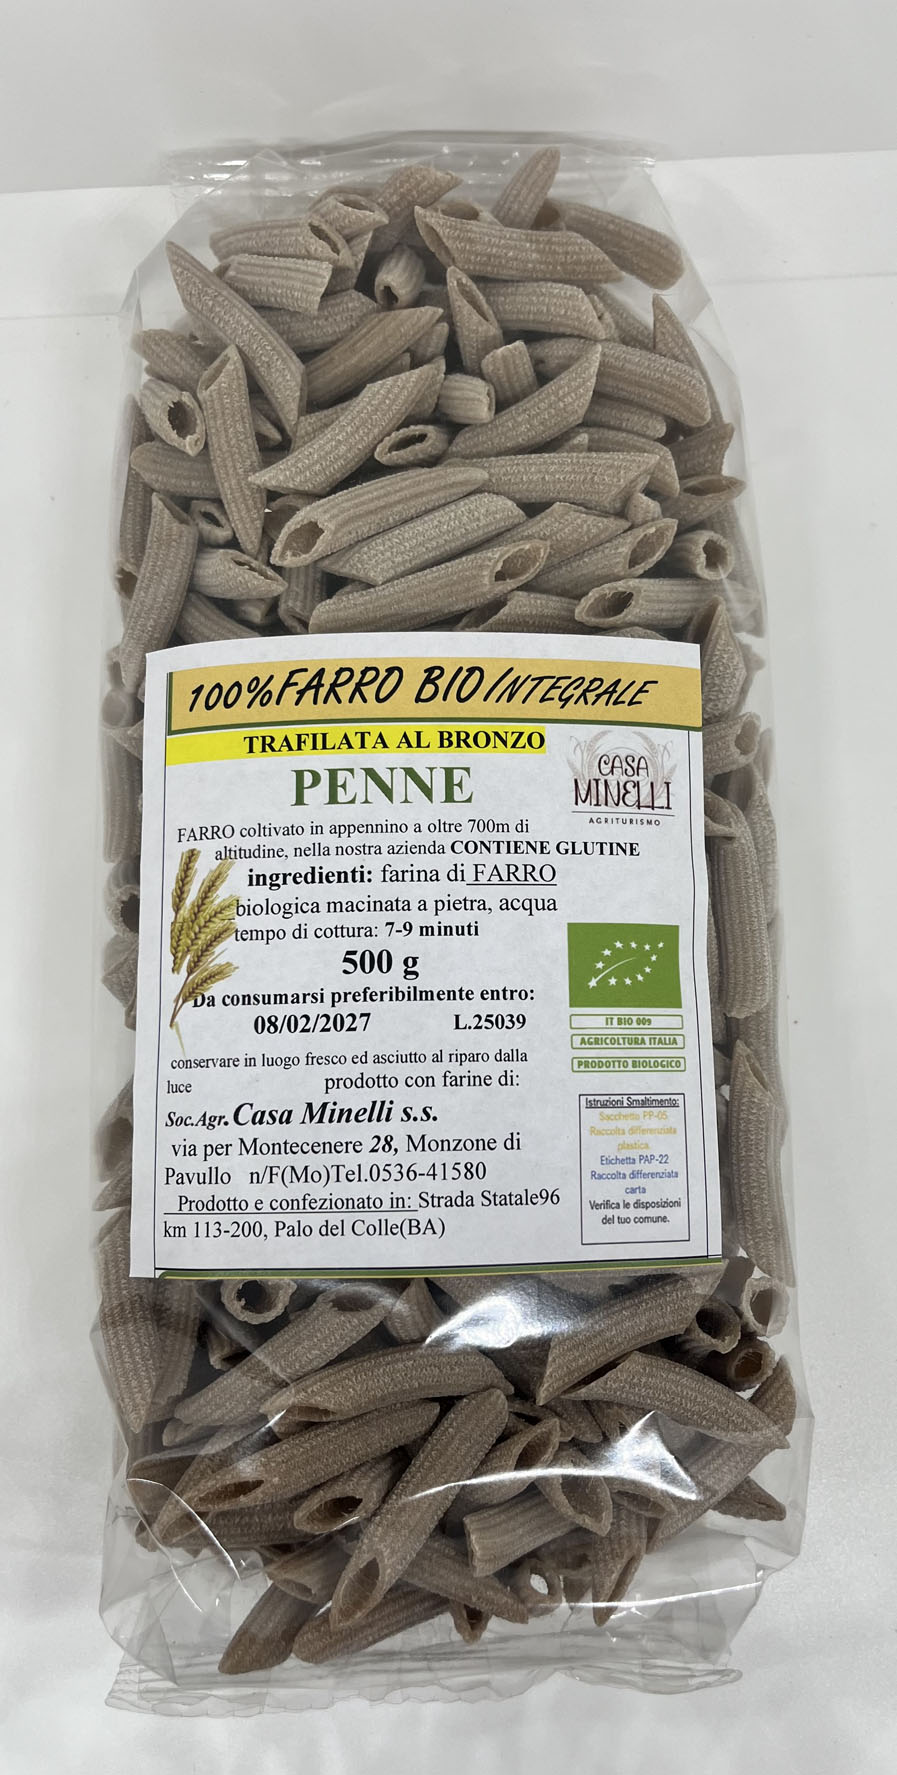 100%FARRO BIO INTEGRALE
TRAFILATA AL BRONZO
PENNE
CASA
MINELLI
AGRITURISMO
FARRO coltivato in appennino a oltre 700m di
altitudine, nella nostra azienda CONTIENE GLUTINE
ingredienti: farina di FARRO
biologica macinata a pietra, acqua
tempo di cottura: 7-9 minuti
500 g
Da consumarsi preferibilmente entro:
08/02/2027 L.25039
IT BIO 009
AGRICOLTURA ITALIA
PRODOTTO BIOLOGICO
conservare in luogo fresco ed asciutto al riparo dalla
luce prodotto con farine di:
Soc.Agr. Casa Minelli s.s.
via per Montecenere 28, Monzone di
Pavullo n/F(Mo)Tel.0536-41580
Prodotto e confezionato in: Strada Statale96
km 113-200, Palo del Colle(BA)
Istruzioni Smaltimento:
Sacchetto PP-05
Raccolta differenziata
plastica
Etichetta PAP-22
Raccolta differenziata
carta
Verifica le disposizioni
del tuo comune.